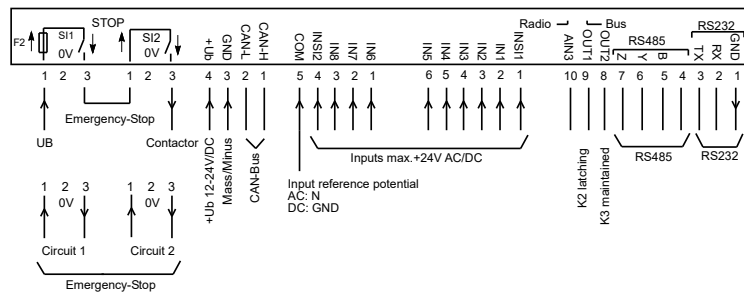 STOP
Radio
Bus
F2
SI1
0V
SI2
0V
+Ub
GND
CAN-L
CAN-H
COM
INSI2
IN8
IN7
IN6
IN5
IN4
IN3
IN2
IN1
INSI1
AIN3
OUT1
OUT2
RS485
Z
Y
B
RS232
TX
RX
GND
1 2 3 1 2 3 4 3 2 1 5 4 3 2 1 6 5 4 3 2 1 10 9 8 7 6 5 4 3 2 1
Emergency-Stop
UB
Contactor
+Ub 12-24V/DC
Mass/Minus
CAN-Bus
Inputs max.+24V AC/DC
Input reference potential
AC: N
DC: GND
K2 latching
K3 maintained
RS485
RS232
1 2 3 1 2 3
0V 0V
Circuit 1 Circuit 2
Emergency-Stop